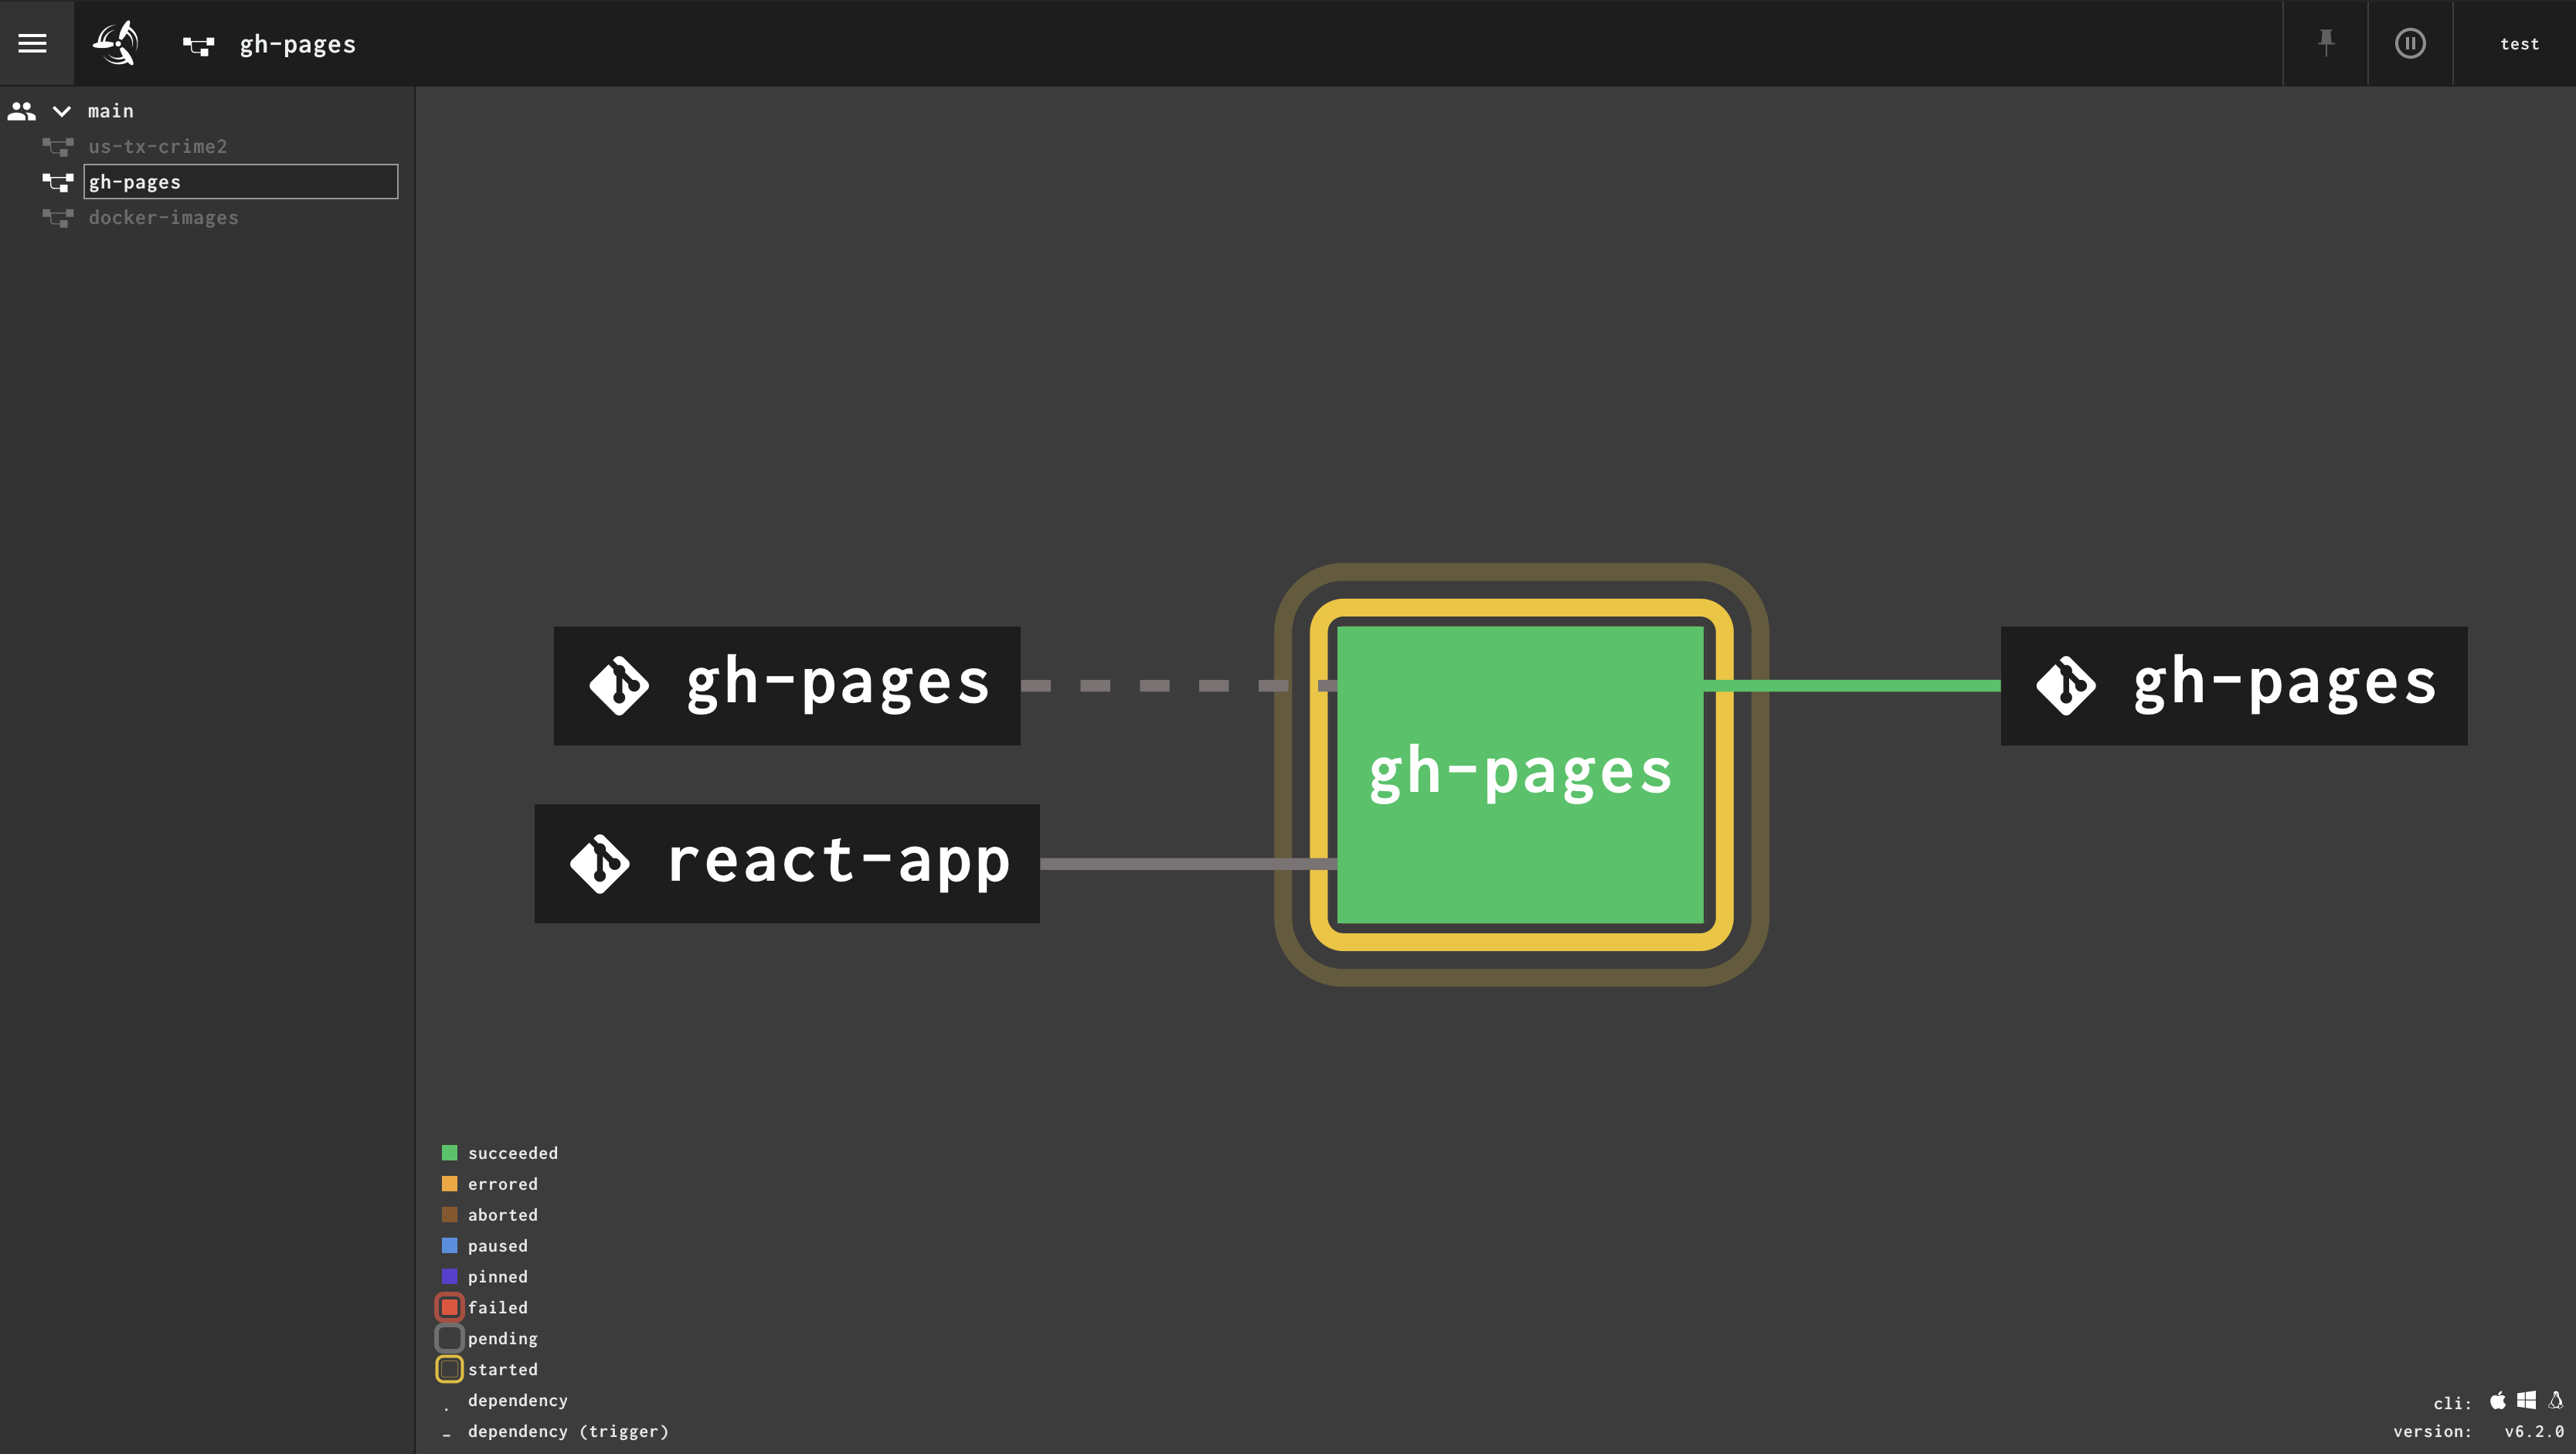 gh-pages
test
main
us-tx-crime2
gh-pages
docker-images
gh-pages
gh-pages
gh-pages
react-app
succeeded
errored
aborted
paused
pinned
failed
pending
started
dependency
dependency (trigger)
cli:
version: v6.2.0